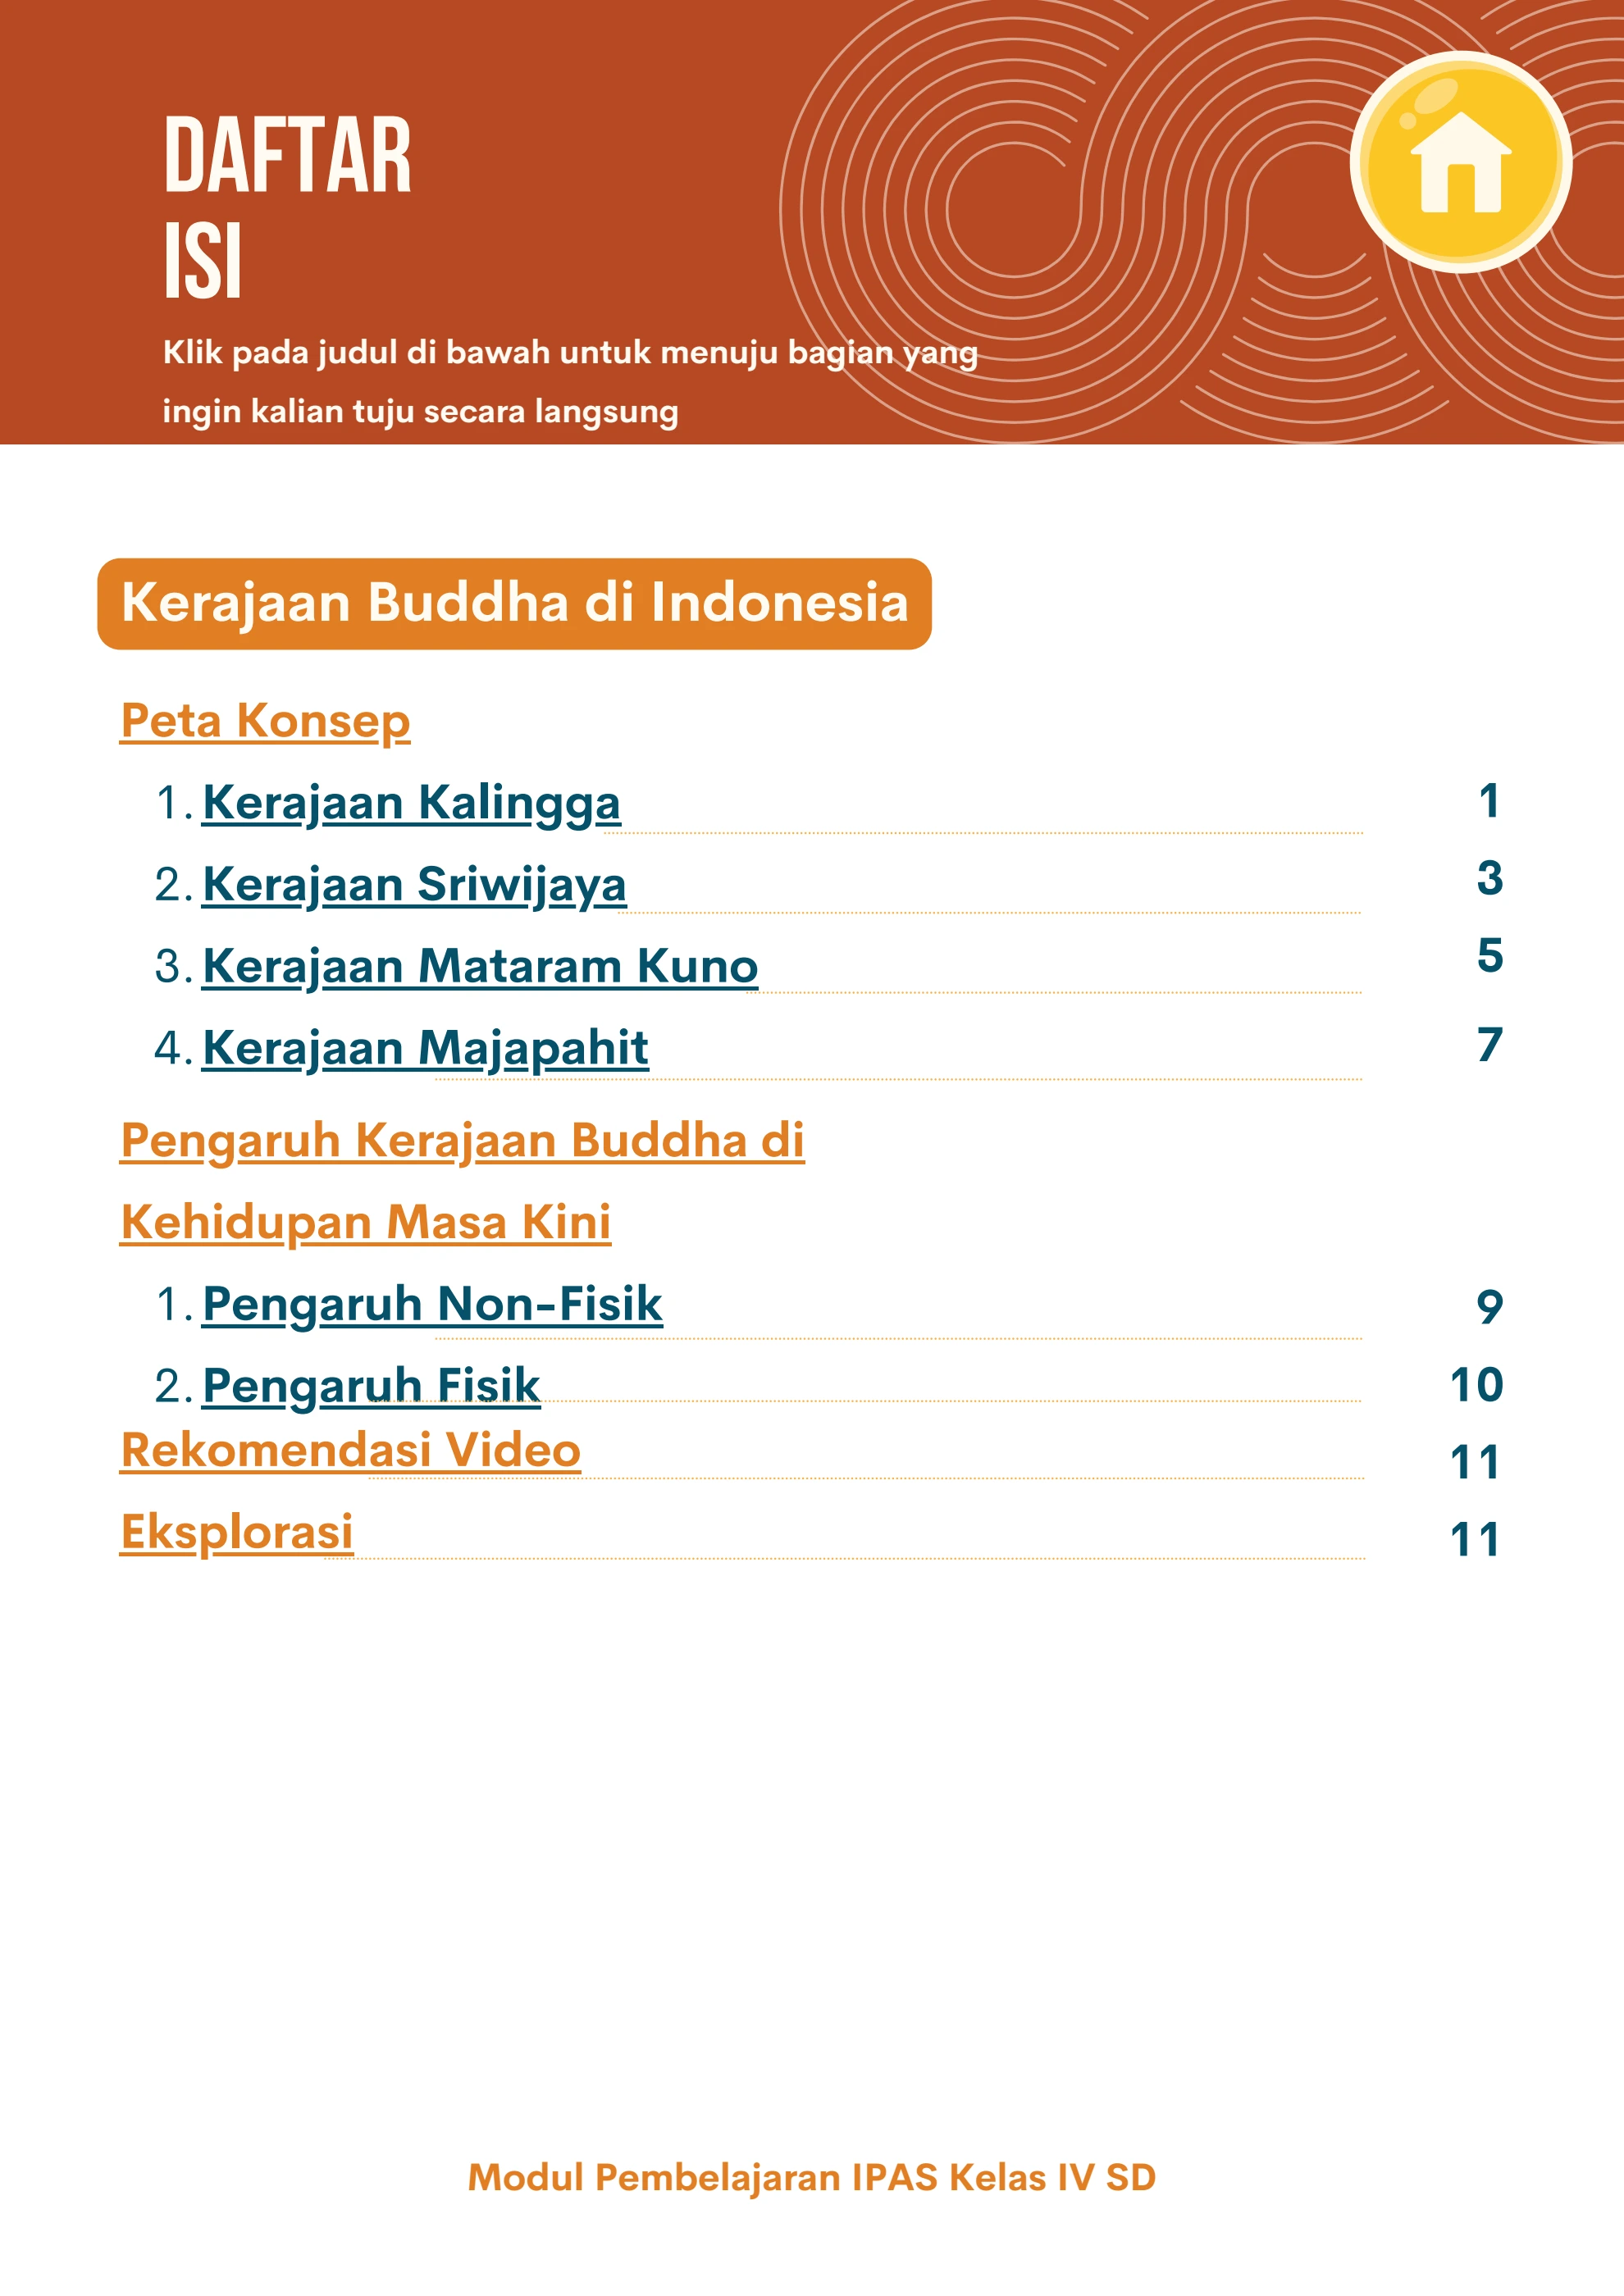 DAFTAR
ISI
Klik pada judul di bawah untuk menuju bagian yang
ingin kalian tuju secara langsung
Kerajaan Buddha di Indonesia
Peta Konsep
1. Kerajaan Kalingga 1
2. Kerajaan Sriwijaya 3
3. Kerajaan Mataram Kuno 5
4. Kerajaan Majapahit 7
Pengaruh Kerajaan Buddha di
Kehidupan Masa Kini
1. Pengaruh Non-Fisik 9
2. Pengaruh Fisik 10
Rekomendasi Video 11
Eksplorasi 11
Modul Pembelajaran IPAS Kelas IV SD